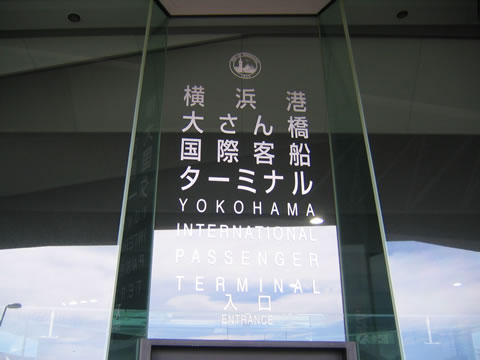 横浜港
大さん橋
国際客船
ターミナル
YOKOHAMA
INTERNATIONAL
PASSENGER
TERMINAL
入口
ENTRANCE